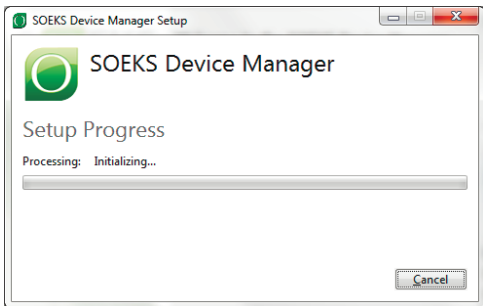 SOEKS Device Manager Setup
SOEKS Device Manager
Setup Progress
Processing: Initializing...
Cancel